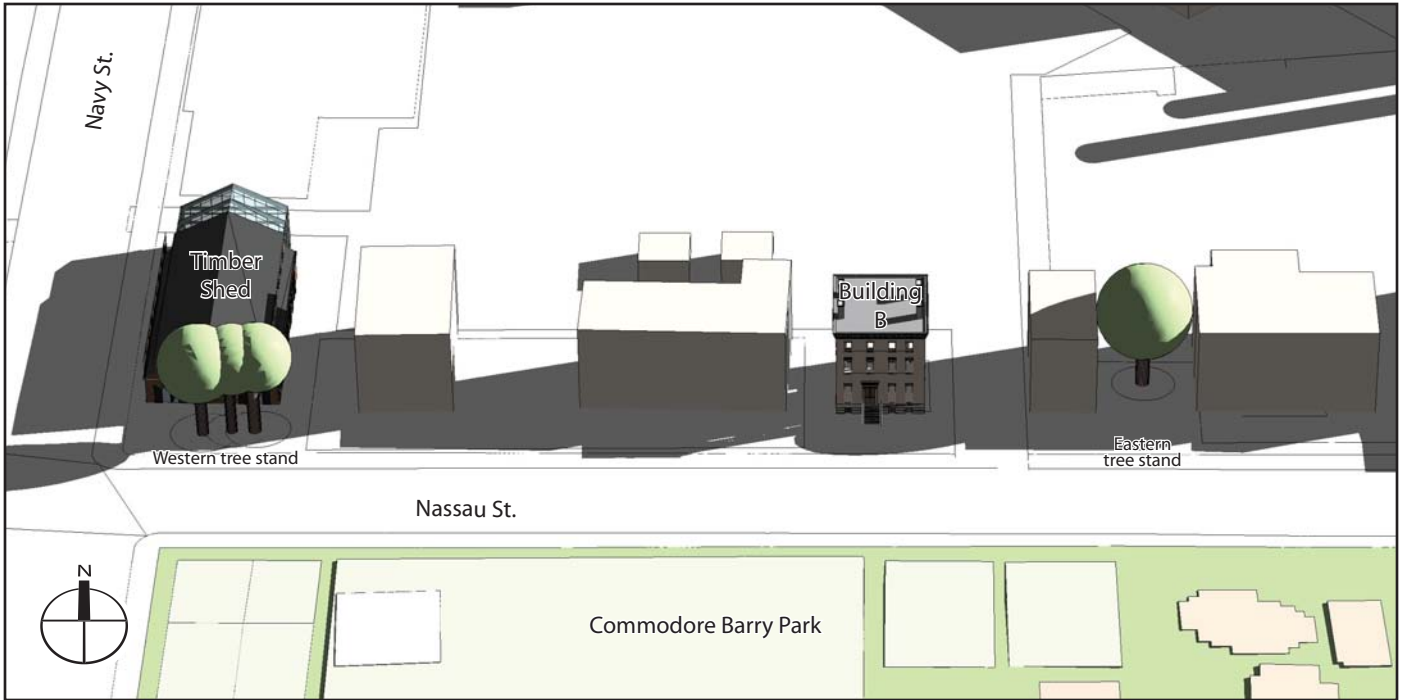 Navy St.
Timber
Shed
Building
B
Western tree stand
Eastern
tree stand
Nassau St.
N
Commodore Barry Park